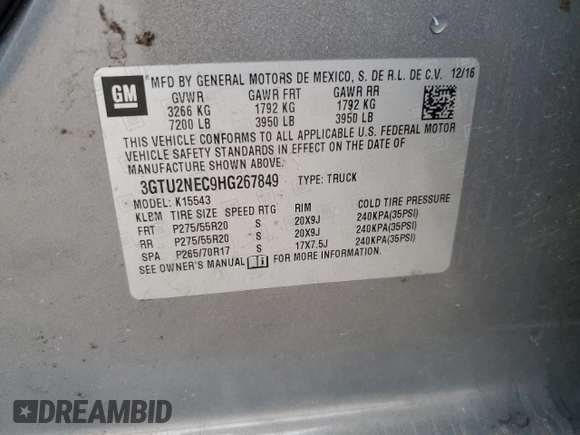 GM
MFD BY GENERAL MOTORS DE MEXICO, S. DE R.L. DE C.V. 12/16
GVWR GAWR FRT GAWR RR
3266 KG 1792 KG 1792 KG
7200 LB 3950 LB 3950 LB
THIS VEHICLE CONFORMS TO ALL APPLICABLE U.S. FEDERAL MOTOR
VEHICLE SAFETY STANDARDS IN EFFECT ON THE DATE OF
MANUFACTURE SHOWN ABOVE.
3GTU2NEC9HG267849 TYPE: TRUCK
MODEL: K15543
KLBM TIRE SIZE SPEED RTG RIM COLD TIRE PRESSURE
FRT P275/55R20 S 20X9J 240KPA(35PSI)
RR P275/55R20 S 20X9J 240KPA(35PSI)
SPA P265/70R17 S 17X7.5J 240KPA(35PSI)
SEE OWNER'S MANUAL FOR MORE INFORMATION.
DREAMBID